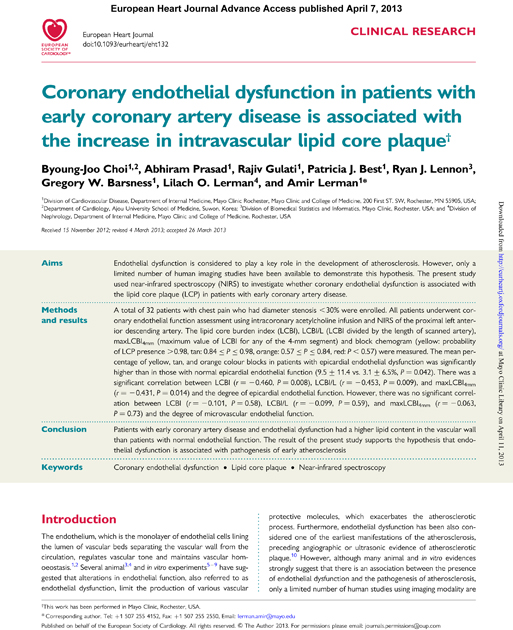 European Heart Journal Advance Access published April 7, 2013
EUROPEAN
SOCIETY OF
CARDIOLOGY®
European Heart Journal
doi:10.1093/eurheartj/eht132
CLINICAL RESEARCH
Coronary endothelial dysfunction in patients with
early coronary artery disease is associated with
the increase in intravascular lipid core plaque†
Byoung-Joo Choi1,2, Abhiram Prasad1, Rajiv Gulati1, Patricia J. Best1, Ryan J. Lennon3,
Gregory W. Barsness1, Lilach O. Lerman4, and Amir Lerman1*
1Division of Cardiovascular Disease, Department of Internal Medicine, Mayo Clinic Rochester, Mayo Clinic and College of Medicine, 200 First ST. SW, Rochester, MN 55905, USA;
2Department of Cardiology, Ajou University School of Medicine, Suwon, Korea; 3Division of Biomedical Statistics and Informatics, Mayo Clinic, Rochester, USA; and 4Division of
Nephrology, Department of Internal Medicine, Mayo Clinic and College of Medicine, Rochester, USA
Received 15 November 2012; revised 4 March 2013; accepted 26 March 2013
Aims
Endothelial dysfunction is considered to play a key role in the development of atherosclerosis. However, only a
limited number of human imaging studies have been available to demonstrate this hypothesis. The present study
used near-infrared spectroscopy (NIRS) to investigate whether coronary endothelial dysfunction is associated with
the lipid core plaque (LCP) in patients with early coronary artery disease.
Methods
and results
A total of 32 patients with chest pain who had diameter stenosis <30% were enrolled. All patients underwent cor-
onary endothelial function assessment using intracoronary acetylcholine infusion and NIRS of the proximal left anter-
ior descending artery. The lipid core burden index (LCBI), LCBI/L (LCBI divided by the length of scanned artery),
maxLCBI4mm (maximum value of LCBI for any of the 4-mm segment) and block chemogram (yellow: probability
of LCP presence >0.98, tan: 0.84 ≤ P ≤ 0.98, orange: 0.57 ≤ P ≤ 0.84, red: P < 0.57) were measured. The mean per-
centage of yellow, tan, and orange colour blocks in patients with epicardial endothelial dysfunction was significantly
higher than in those with normal epicardial endothelial function (9.5 ± 11.4 vs. 3.1 ± 6.5%, P = 0.042). There was a
significant correlation between LCBI (r = −0.460, P = 0.008), LCBI/L (r = −0.453, P = 0.009), and maxLCBI4mm
(r = −0.431, P = 0.014) and the degree of epicardial endothelial function. However, there was no significant correl-
ation between LCBI (r = −0.101, P = 0.58), LCBI/L (r = −0.099, P = 0.59), and maxLCBI4mm (r = −0.063,
P = 0.73) and the degree of microvascular endothelial function.
Conclusion
Patients with early coronary artery disease and endothelial dysfunction had a higher lipid content in the vascular wall
than patients with normal endothelial function. The result of the present study supports the hypothesis that endo-
thelial dysfunction is associated with pathogenesis of early atherosclerosis
Keywords
Coronary endothelial dysfunction • Lipid core plaque • Near-infrared spectroscopy
Introduction
The endothelium, which is the monolayer of endothelial cells lining
the lumen of vascular beds separating the vascular wall from the
circulation, regulates vascular tone and maintains vascular hom-
oeostasis.1,2 Several animal3,4 and in vitro experiments5–9 have sug-
gested that alterations in endothelial function, also referred to as
endothelial dysfunction, limit the production of various vascular
protective molecules, which exacerbates the atherosclerotic
process. Furthermore, endothelial dysfunction has been also con-
sidered one of the earliest manifestations of the atherosclerosis,
preceding angiographic or ultrasonic evidence of atherosclerotic
plaque.10 However, although many animal and in vitro evidences
strongly suggest that there is an association between the presence
of endothelial dysfunction and the pathogenesis of atherosclerosis,
only a limited number of human studies using imaging modality are
†This work has been performed in Mayo Clinic, Rochester, USA.
* Corresponding author. Tel: +1 507 255 4152, Fax: +1 507 255 2550, Email: lerman.amir@mayo.edu
Published on behalf of the European Society of Cardiology. All rights reserved. © The Author 2013. For permissions please email: journals.permissions@oup.com
Downloaded from http://eurheartj.oxfordjournals.org/ at Mayo Clinic Library on April 11, 2013